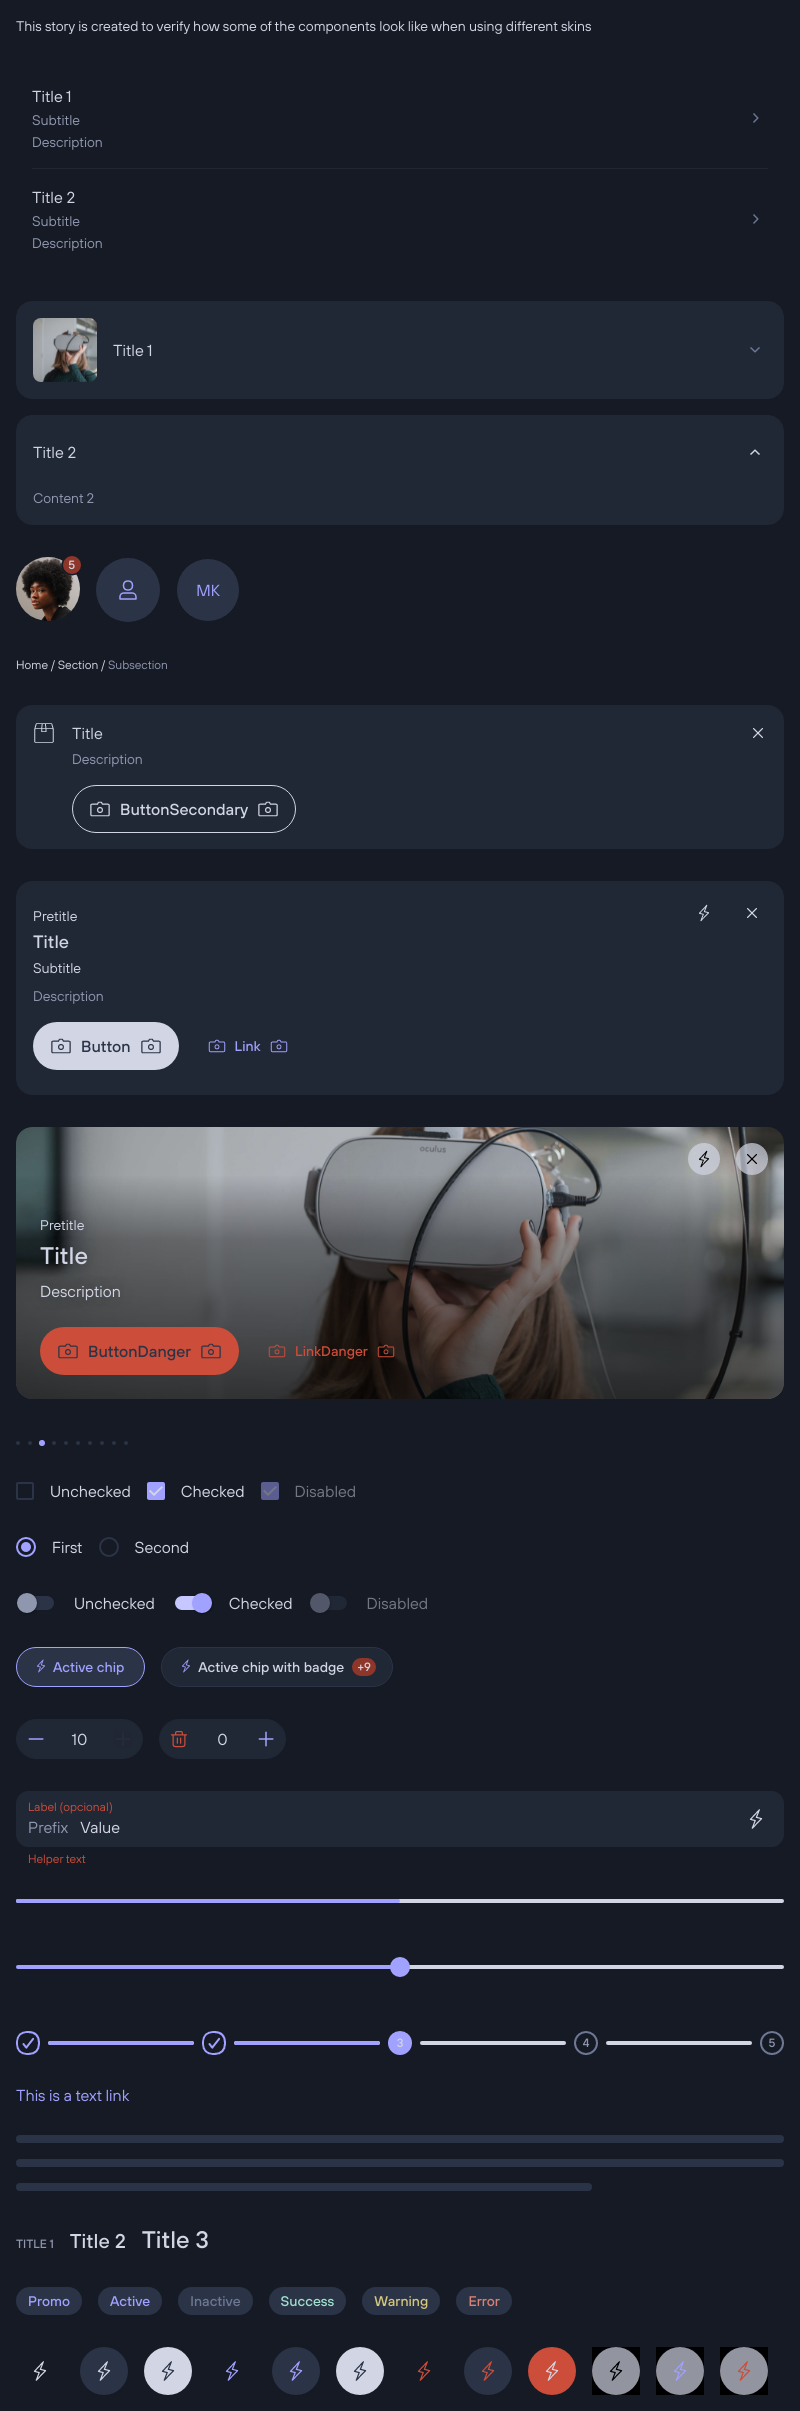 This story is created to verify how some of the components look like when using different skins
Title 1
Subtitle
Description
Title 2
Subtitle
Description
Title 1
Title 2
Content 2
5
MK
Home / Section / Subsection
Title
Description
ButtonSecondary
Pretitle
Title
Subtitle
Description
Button Link
oculus
Pretitle
Title
Description
ButtonDanger LinkDanger
Unchecked Checked Disabled
First Second
Unchecked Checked Disabled
Active chip Active chip with badge +9
10 0
Label (opcional)
Prefix Value
Helper text
3 4 5
This is a text link
TITLE 1 Title 2 Title 3
Promo Active Inactive Success Warning Error